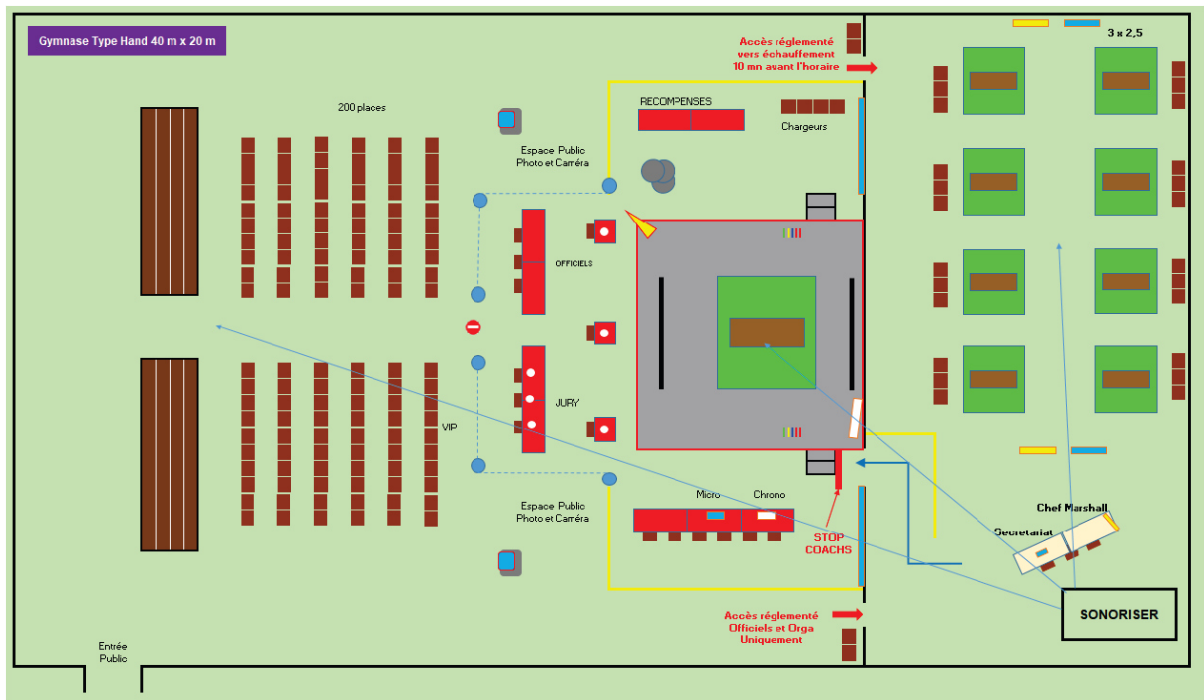 Gymnase Type Hand 40 m x 20 m
Accès réglementé
vers échauffement
10 mn avant l'horaire
3 x 2,5
200 places
RECOMPENSES
Chargeurs
Espace Public
Photo et Carréra
OFFICIELS
JURY
VIP
Espace Public
Photo et Carréra
Micro
Chrono
STOP
COACHS
Chef Marshall
Secrétariat
SONORISER
Accès réglementé
Officiels et Orga
Uniquement
Entrée
Public